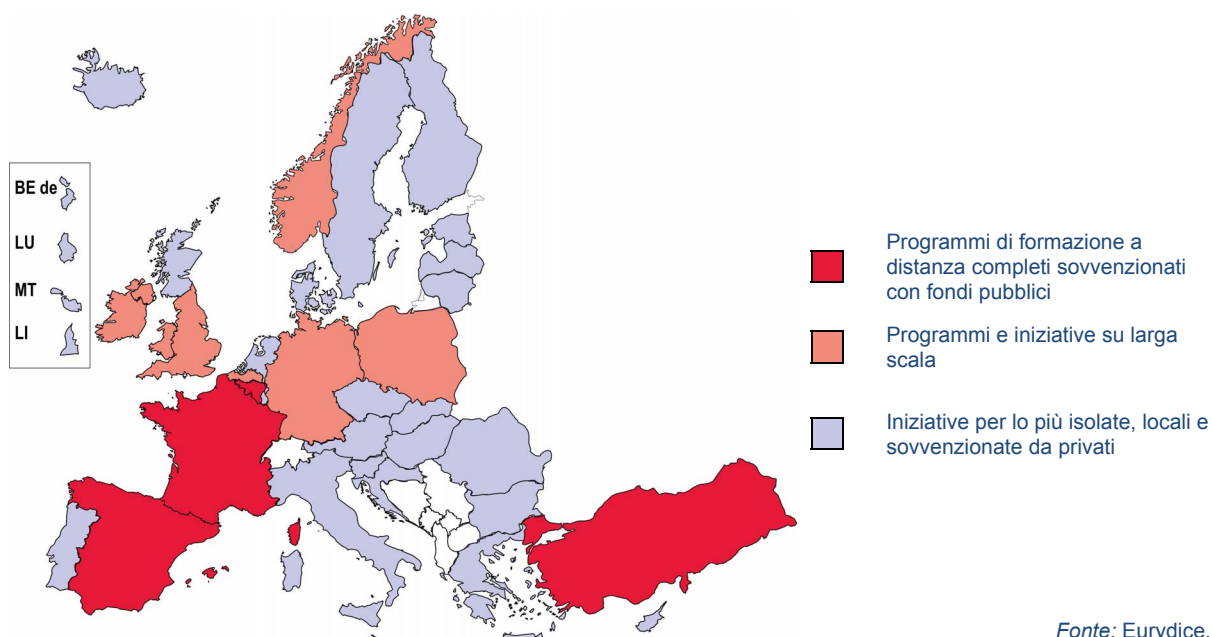 BE de
LU
MT
LI
Programmi di formazione a
distanza completi sovvenzionati
con fondi pubblici
Programmi e iniziative su larga
scala
Iniziative per lo più isolate, locali e
sovvenzionate da privati
Fonte: Eurydice.